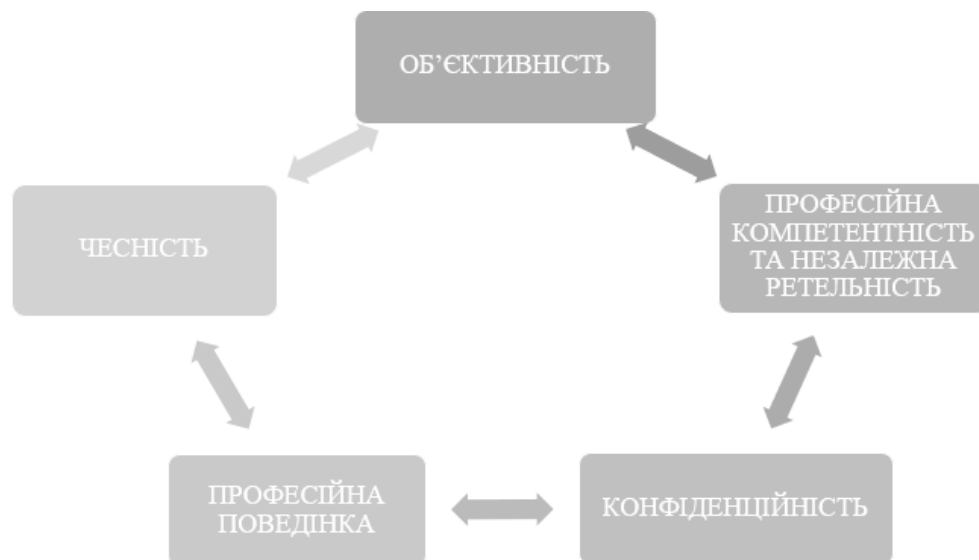 ОБ’ЄКТИВНІСТЬ
ПРОФЕСІЙНА
КОМПЕТЕНТНІСТЬ
ТА НЕЗАЛЕЖНА
РЕТЕЛЬНІСТЬ
ЧЕСНІСТЬ
ПРОФЕСІЙНА
ПОВЕДІНКА
КОНФІДЕНЦІЙНІСТЬ